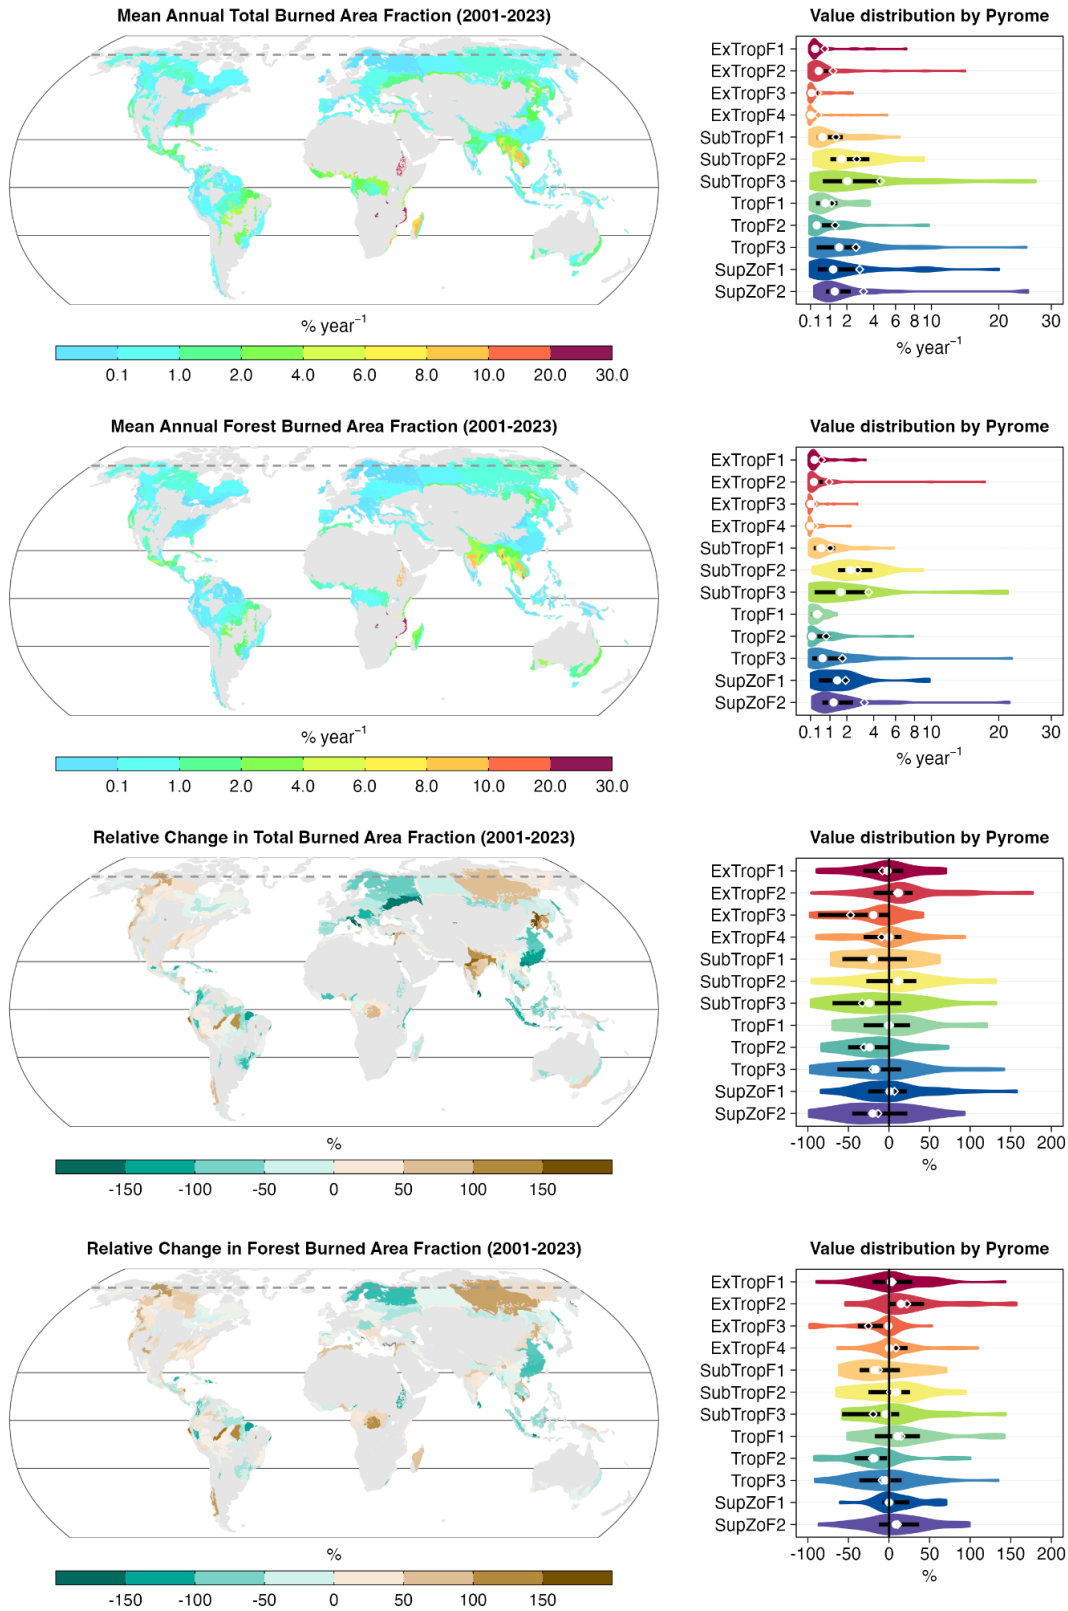 Mean Annual Total Burned Area Fraction (2001-2023)
Value distribution by Pyrome
ExTropF1
ExTropF2
ExTropF3
ExTropF4
SubTropF1
SubTropF2
SubTropF3
TropF1
TropF2
TropF3
SupZoF1
SupZoF2
0.1 1 2 4 6 8 10 20 30
% year⁻¹
% year⁻¹
0.1 1.0 2.0 4.0 6.0 8.0 10.0 20.0 30.0
Mean Annual Forest Burned Area Fraction (2001-2023)
Value distribution by Pyrome
ExTropF1
ExTropF2
ExTropF3
ExTropF4
SubTropF1
SubTropF2
SubTropF3
TropF1
TropF2
TropF3
SupZoF1
SupZoF2
0.1 1 2 4 6 8 10 20 30
% year⁻¹
% year⁻¹
0.1 1.0 2.0 4.0 6.0 8.0 10.0 20.0 30.0
Relative Change in Total Burned Area Fraction (2001-2023)
Value distribution by Pyrome
ExTropF1
ExTropF2
ExTropF3
ExTropF4
SubTropF1
SubTropF2
SubTropF3
TropF1
TropF2
TropF3
SupZoF1
SupZoF2
-100 -50 0 50 100 150 200
%
%
-150 -100 -50 0 50 100 150
Relative Change in Forest Burned Area Fraction (2001-2023)
Value distribution by Pyrome
ExTropF1
ExTropF2
ExTropF3
ExTropF4
SubTropF1
SubTropF2
SubTropF3
TropF1
TropF2
TropF3
SupZoF1
SupZoF2
-100 -50 0 50 100 150 200
%
%
-150 -100 -50 0 50 100 150